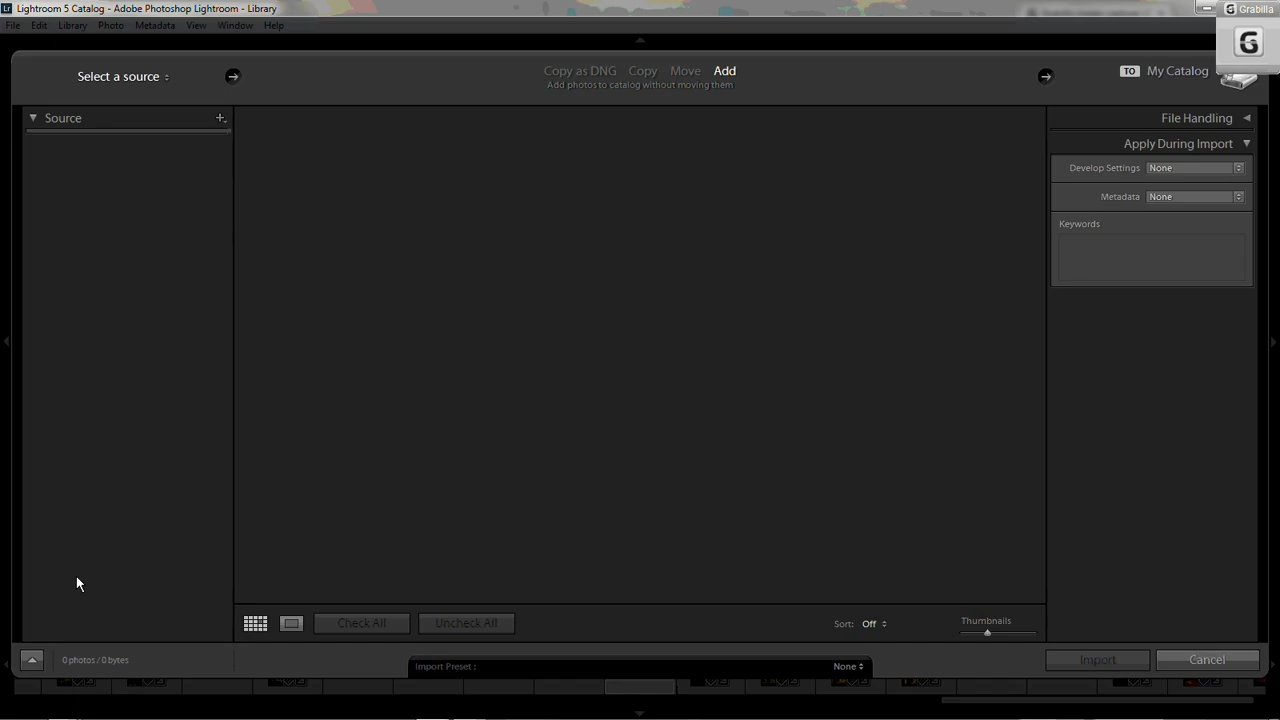 Lr Lightroom 5 Catalog - Adobe Photoshop Lightroom - Library
Grabilla
File Edit Library Photo Metadata View Window Help
Select a source
Copy as DNG Copy Move Add
Add photos to catalog without moving them
TO My Catalog
Source
File Handling
Apply During Import
Develop Settings None
Metadata None
Keywords
Check All Uncheck All
Sort: Off
Thumbnails
0 photos / 0 bytes
Import Preset : None
Import Cancel